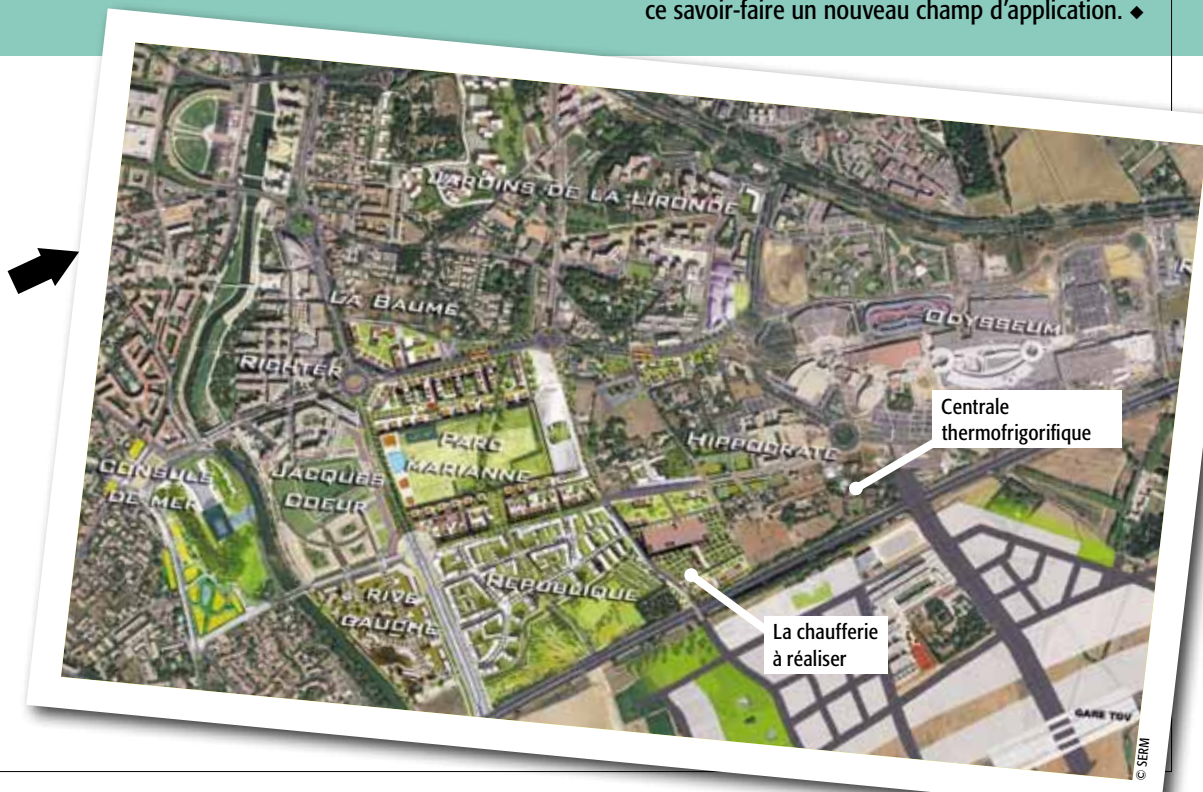 ce savoir-faire un nouveau champ d'application. ◆
JARDINS DE LA LIRONDE
LA BAUME
ODYSSEUM
RICHTER
Centrale
thermofrigorifique
PARC
MARIANNE
HIPPOCRATE
CONSULS
DE MER
JACQUES
COEUR
RÉPUBLIQUE
RIVE
GAUCHE
La chaufferie
à réaliser
GARE TGV
© SERM